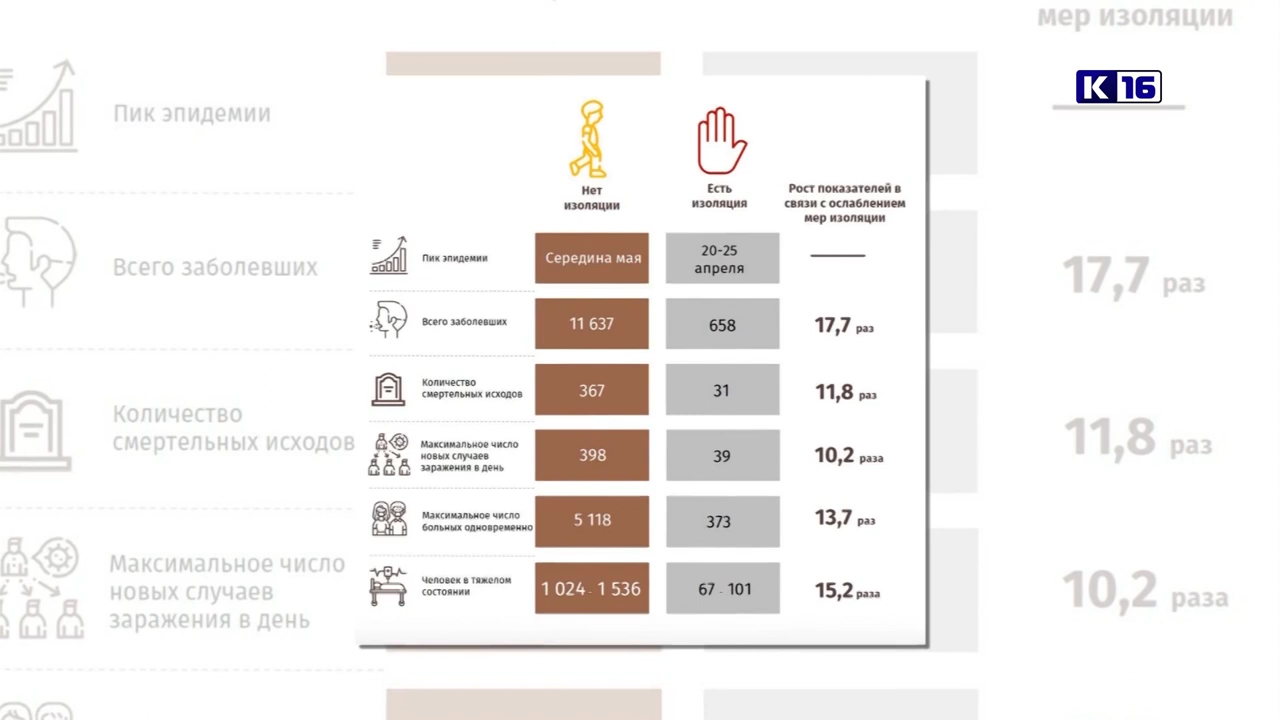 мер изоляции
K 16
Пик эпидемии
Всего заболевших
17,7 раз
Количество
смертельных исходов
11,8 раз
Максимальное число
новых случаев
заражения в день
10,2 раза
Нет
изоляции
Есть
изоляция
Рост показателей в
связи с ослаблением
мер изоляции
Пик эпидемии
Середина мая
20-25
апреля
Всего заболевших
11 637
658
17,7 раз
Количество
смертельных исходов
367
31
11,8 раз
Максимальное число
новых случаев
заражения в день
398
39
10,2 раза
Максимальное число
больных одновременно
5 118
373
13,7 раз
Человек в тяжелом
состоянии
1 024 - 1 536
67 - 101
15,2 раза